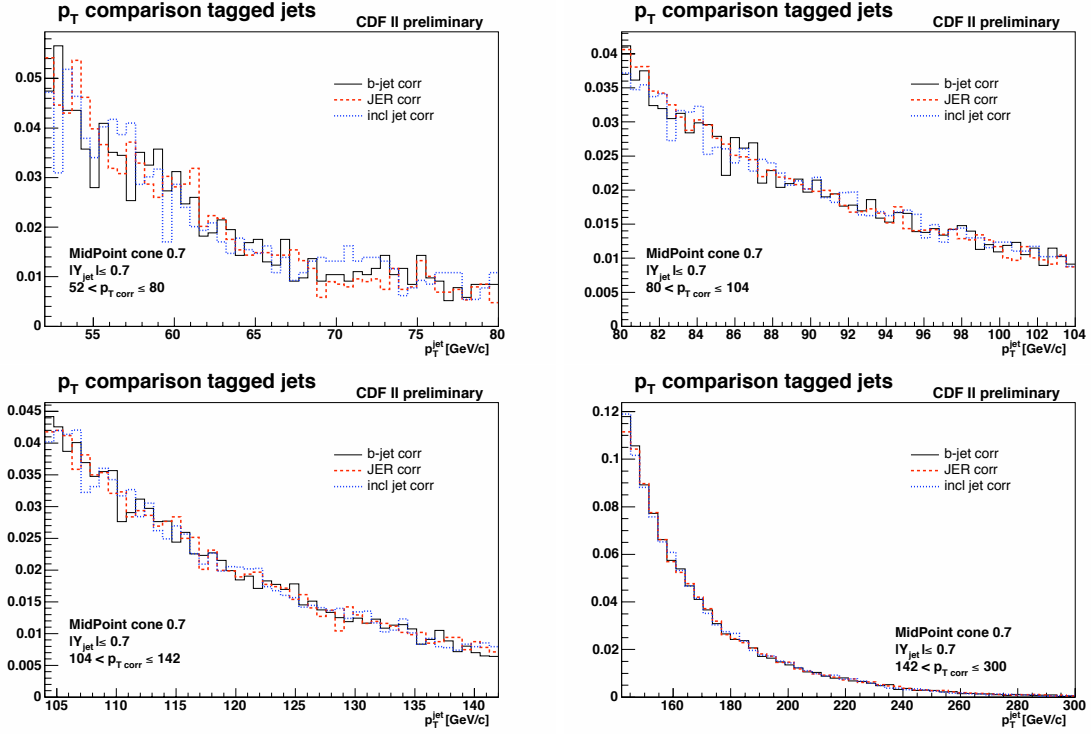 p_T comparison tagged jets
CDF II preliminary
b-jet corr
JER corr
incl jet corr
MidPoint cone 0.7
|Y_jet|≤ 0.7
52 < p_T corr ≤ 80
0.05
0.04
0.03
0.02
0.01
0
55 60 65 70 75 80
p_T^jet [GeV/c]
p_T comparison tagged jets
CDF II preliminary
b-jet corr
JER corr
incl jet corr
MidPoint cone 0.7
|Y_jet|≤ 0.7
80 < p_T corr ≤ 104
0.04
0.035
0.03
0.025
0.02
0.015
0.01
0.005
0
80 82 84 86 88 90 92 94 96 98 100 102 104
p_T^jet [GeV/c]
p_T comparison tagged jets
CDF II preliminary
b-jet corr
JER corr
incl jet corr
MidPoint cone 0.7
|Y_jet|≤ 0.7
104 < p_T corr ≤ 142
0.045
0.04
0.035
0.03
0.025
0.02
0.015
0.01
0.005
0
105 110 115 120 125 130 135 140
p_T^jet [GeV/c]
p_T comparison tagged jets
CDF II preliminary
b-jet corr
JER corr
incl jet corr
MidPoint cone 0.7
|Y_jet|≤ 0.7
142 < p_T corr ≤ 300
0.12
0.1
0.08
0.06
0.04
0.02
0
160 180 200 220 240 260 280 300
p_T^jet [GeV/c]